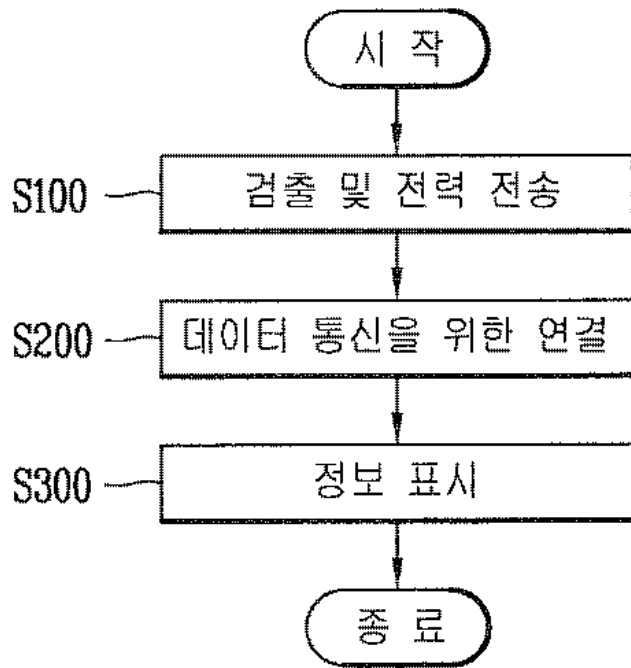 시 작
S100 검출 및 전력 전송
S200 데이터 통신을 위한 연결
S300 정보 표시
종 료